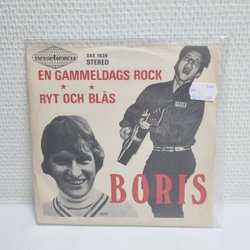 SAS 1038
STEREO
EN GAMMELDAGS ROCK
RYT OCH BLÅS
BORIS